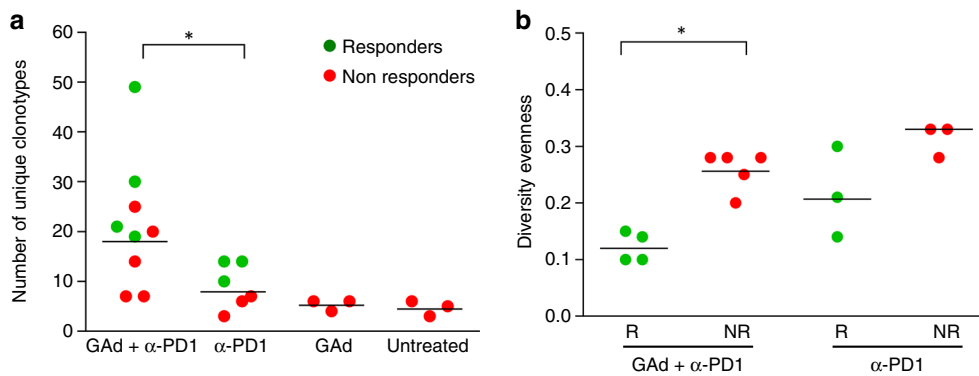 a
60
50
40
30
20
10
0
Number of unique clonotypes
*
Responders
Non responders
GAd + α-PD1
α-PD1
GAd
Untreated
b
0.5
0.4
0.3
0.2
0.1
0.0
Diversity evenness
*
R
NR
R
NR
GAd + α-PD1
α-PD1